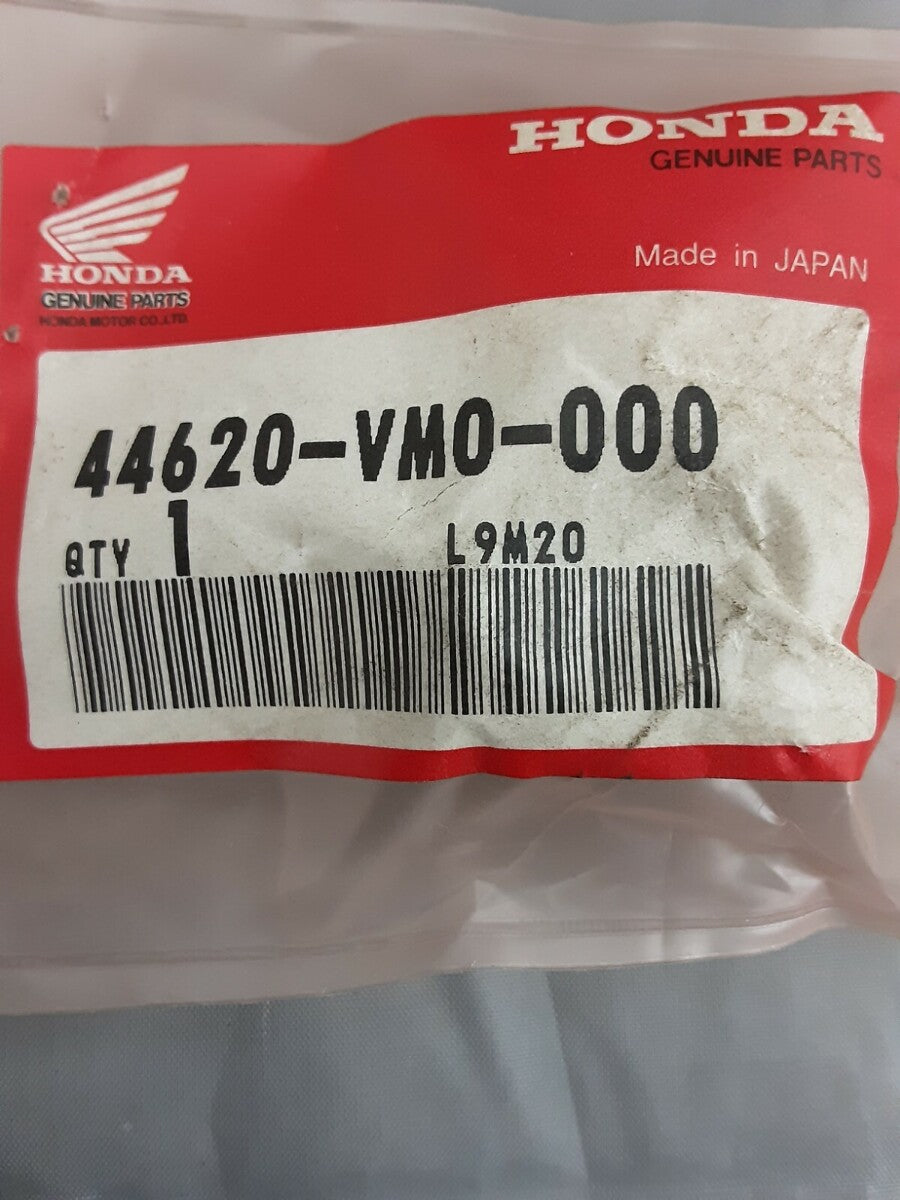 HONDA
GENUINE PARTS
HONDA
GENUINE PARTS
HONDA MOTOR CO.,LTD.
Made in JAPAN
44620-VM0-000
QTY 1 L9M20